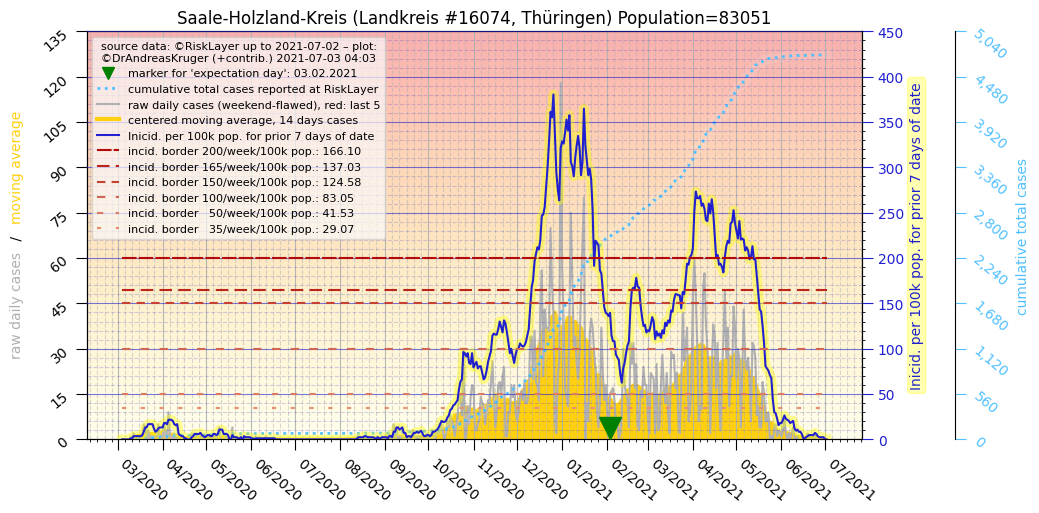 Saale-Holzland-Kreis (Landkreis #16074, Thüringen) Population=83051
source data: ©RiskLayer up to 2021-07-02 – plot:
©DrAndreasKruger (+contrib.) 2021-07-03 04:03
marker for 'expectation day': 03.02.2021
cumulative total cases reported at RiskLayer
raw daily cases (weekend-flawed), red: last 5
centered moving average, 14 days cases
Inicid. per 100k pop. for prior 7 days of date
incid. border 200/week/100k pop.: 166.10
incid. border 165/week/100k pop.: 137.03
incid. border 150/week/100k pop.: 124.58
incid. border 100/week/100k pop.: 83.05
incid. border   50/week/100k pop.: 41.53
incid. border   35/week/100k pop.: 29.07
raw daily cases   /   moving average
135
120
105
90
75
60
45
30
15
0
450
400
350
300
250
200
150
100
50
0
Inicid. per 100k pop. for prior 7 days of date
5,040
4,480
3,920
3,360
2,800
2,240
1,680
1,120
560
0
cumulative total cases
03/2020
04/2020
05/2020
06/2020
07/2020
08/2020
09/2020
10/2020
11/2020
12/2020
01/2021
02/2021
03/2021
04/2021
05/2021
06/2021
07/2021